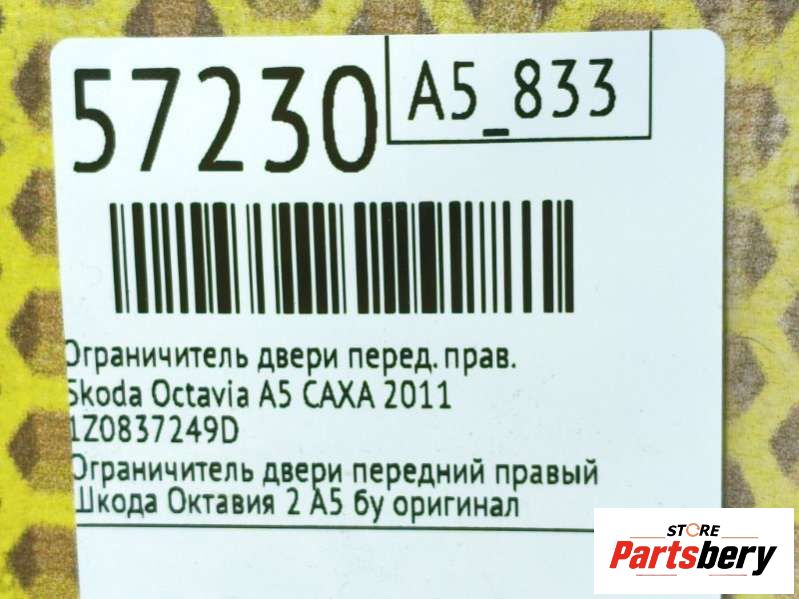 57230
A5_833
Ограничитель двери перед. прав.
Skoda Octavia A5 CAXA 2011
1Z0837249D
Ограничитель двери передний правый
Шкода Октавия 2 А5 бу оригинал
STORE
Partsbery